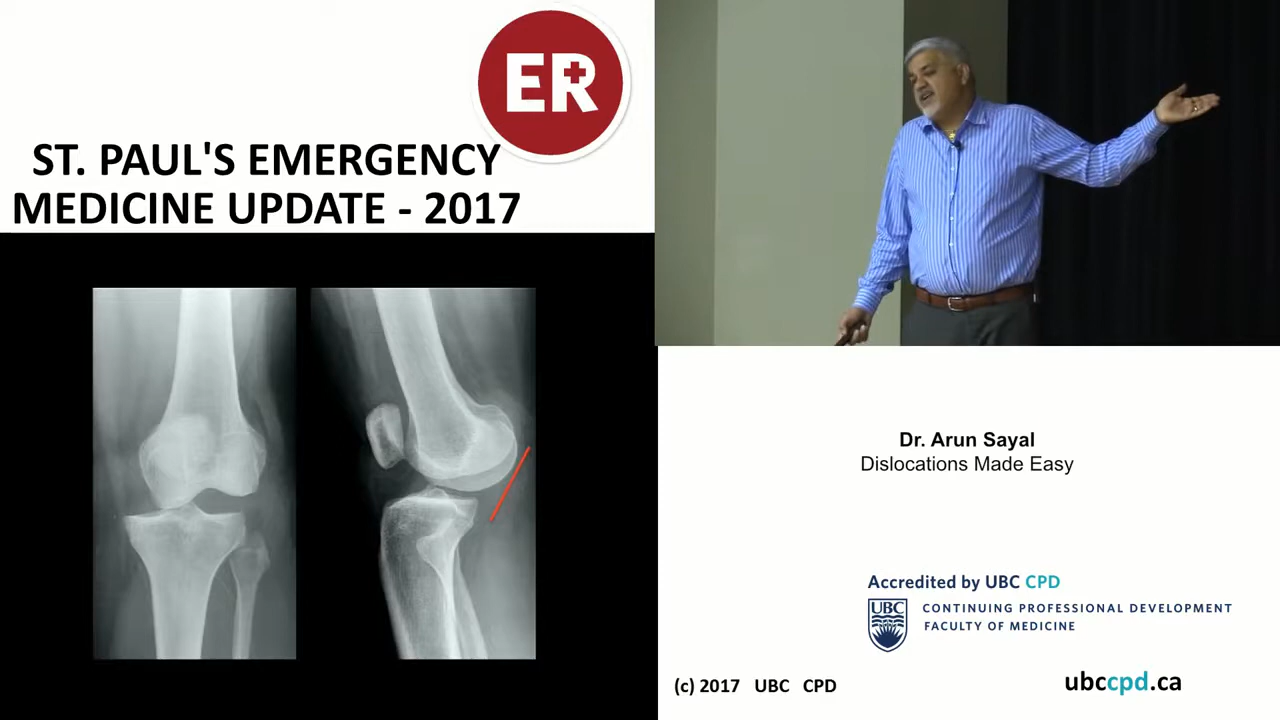 ER
ST. PAUL'S EMERGENCY
MEDICINE UPDATE - 2017
Dr. Arun Sayal
Dislocations Made Easy
Accredited by UBC CPD
UBC
CONTINUING PROFESSIONAL DEVELOPMENT
FACULTY OF MEDICINE
(c) 2017 UBC CPD
ubccpd.ca